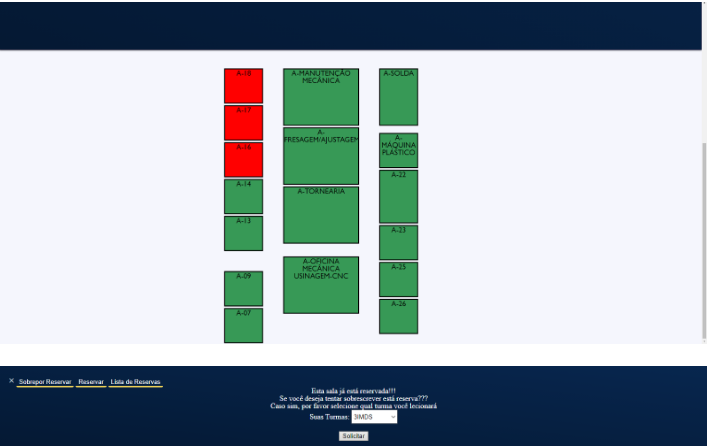 A-18
A-17
A-16
A-14
A-13
A-09
A-07
A-MANUTENÇÃO
MECÂNICA
A-
FRESAGEM/AJUSTAGEM
A-TORNEARIA
A-OFICINA
MECÂNICA
USINAGEM-CNC
A-SOLDA
A-
MÁQUINA
PLÁSTICO
A-22
A-23
A-25
A-26
× Sobrepor Reservar Reservar Lista de Reservas
Esta sala já está reservada!!!
Se você deseja tentar sobrescrever está reserva???
Caso sim, por favor selecione qual turma você lecionará
Suas Turmas: 3IMDS
Solicitar